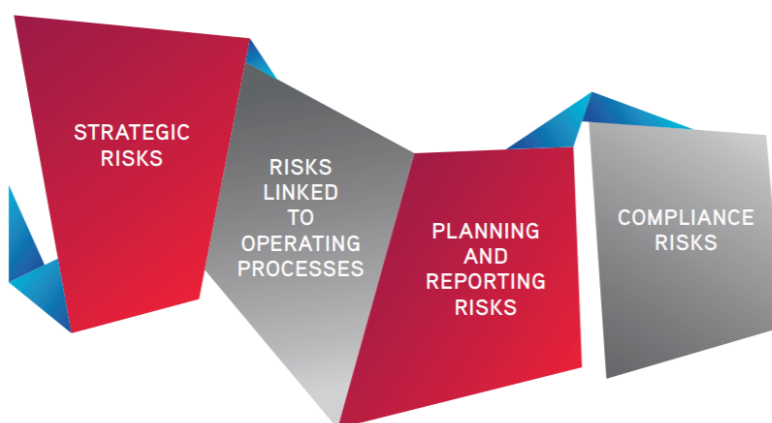 STRATEGIC
RISKS
RISKS
LINKED
TO
OPERATING
PROCESSES
PLANNING
AND
REPORTING
RISKS
COMPLIANCE
RISKS